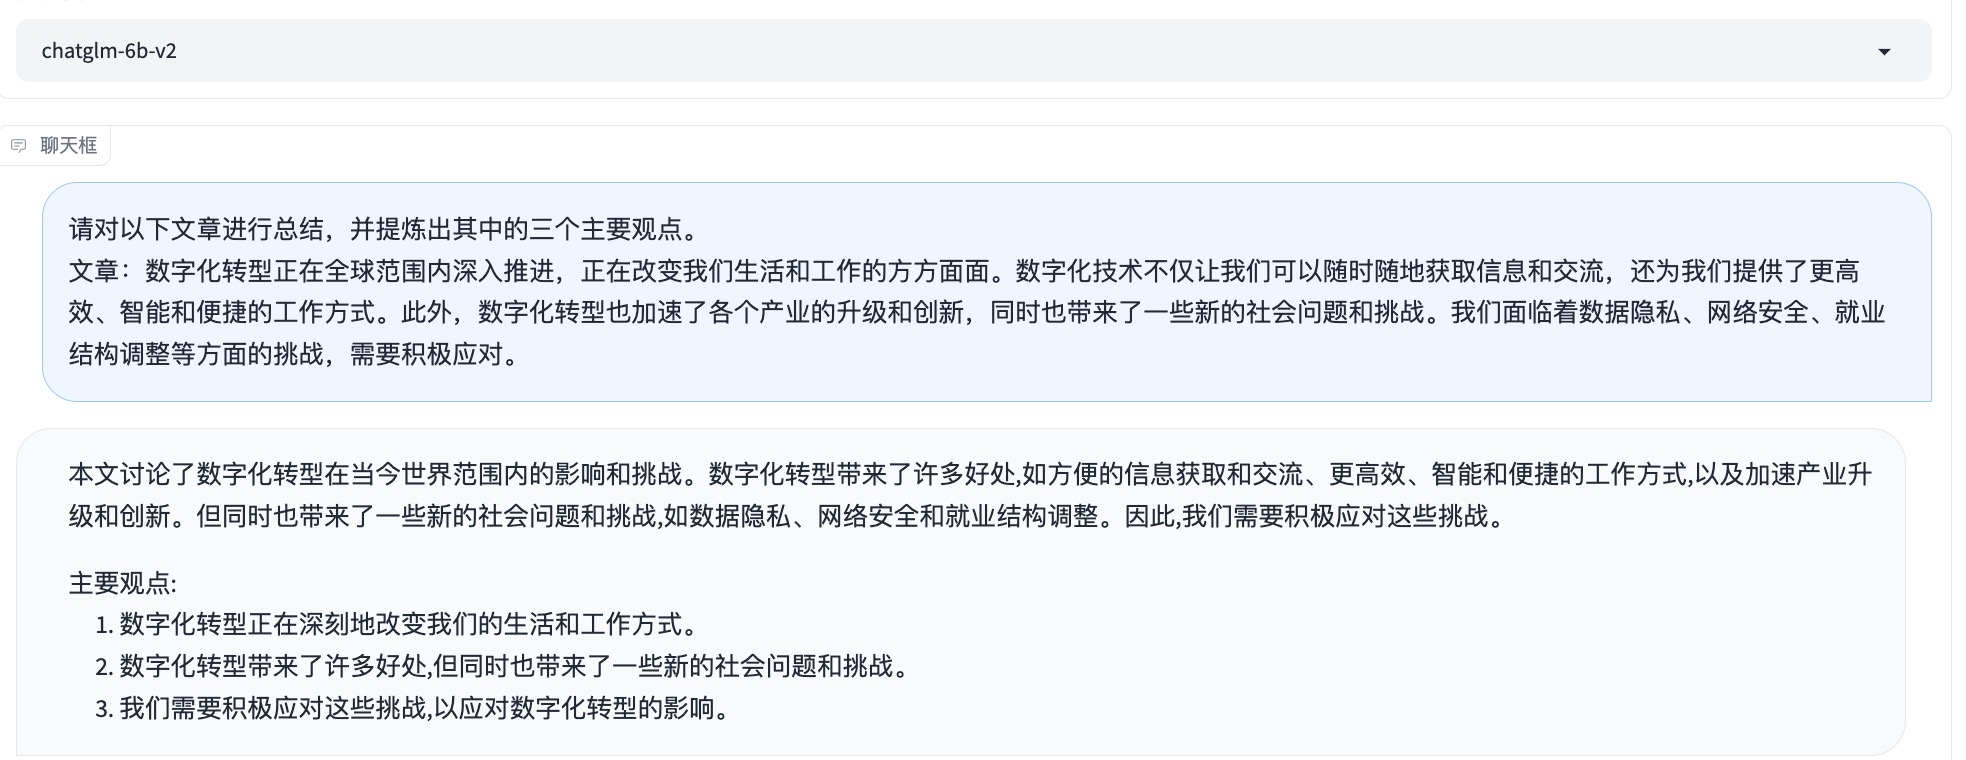 chatglm-6b-v2
聊天框
请对以下文章进行总结，并提炼出其中的三个主要观点。
文章：数字化转型正在全球范围内深入推进，正在改变我们生活和工作的方方面面。数字化技术不仅让我们可以随时随地获取信息和交流，还为我们提供了更高
效、智能和便捷的工作方式。此外，数字化转型也加速了各个产业的升级和创新，同时也带来了一些新的社会问题和挑战。我们面临着数据隐私、网络安全、就业
结构调整等方面的挑战，需要积极应对。
本文讨论了数字化转型在当今世界范围内的影响和挑战。数字化转型带来了许多好处,如方便的信息获取和交流、更高效、智能和便捷的工作方式,以及加速产业升
级和创新。但同时也带来了一些新的社会问题和挑战,如数据隐私、网络安全和就业结构调整。因此,我们需要积极应对这些挑战。
主要观点:
1. 数字化转型正在深刻地改变我们的生活和工作方式。
2. 数字化转型带来了许多好处,但同时也带来了一些新的社会问题和挑战。
3. 我们需要积极应对这些挑战,以应对数字化转型的影响。